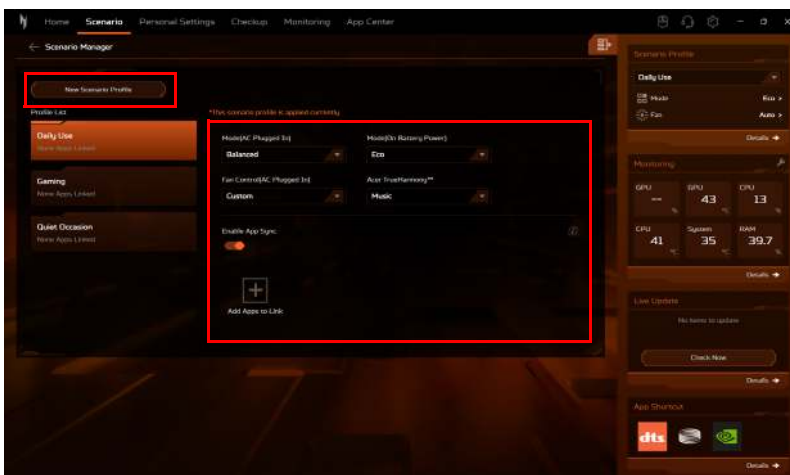 Home Scenario Personal Settings Checkup Monitoring App Center
Scenario Manager
New Scenario Profile
Profile List
Daily Use
None Apps Linked
Gaming
None Apps Linked
Quiet Occasion
None Apps Linked
*This scenario profile is applied currently
Mode(AC Plugged In) Mode(On Battery Power)
Balanced Eco
Fan Control(AC Plugged In) Acer TrueHarmony**
Custom Music
Enable App Sync
Add Apps to Link
Scenario Profile
Daily Use
Mode Eco >
Fan Auto >
Details
Monitoring
GPU GPU CPU
-- 43 13
°C %
CPU System RAM
41 35 39.7
°C °C %
Details
Live Update
No items to update
Check Now
Details
App Shortcut
dts
Details